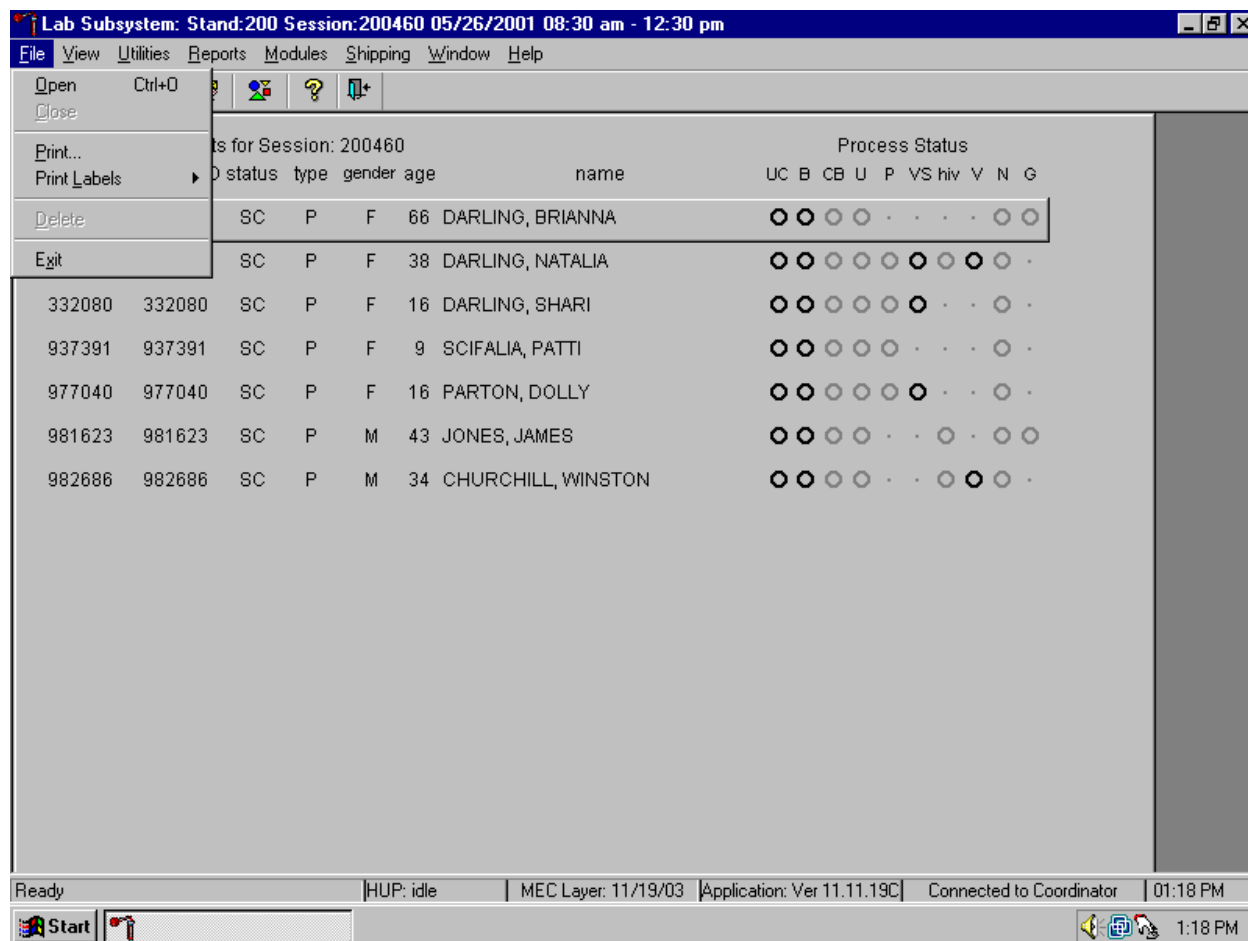 Lab Subsystem: Stand:200 Session:200460 05/26/2001 08:30 am - 12:30 pm
File View Utilities Reports Modules Shipping Window Help
Open Ctrl+O
Close
Print...
Print Labels
Delete
Exit
ts for Session: 200460 Process Status
status type gender age name UC B CB U P VS hiv V N G
SC P F 66 DARLING, BRIANNA
SC P F 38 DARLING, NATALIA
332080 332080 SC P F 16 DARLING, SHARI
937391 937391 SC P F 9 SCIFALIA, PATTI
977040 977040 SC P F 16 PARTON, DOLLY
981623 981623 SC P M 43 JONES, JAMES
982686 982686 SC P M 34 CHURCHILL, WINSTON
Ready HUP: idle MEC Layer: 11/19/03 Application: Ver 11.11.19C Connected to Coordinator 01:18 PM
Start 1:18 PM